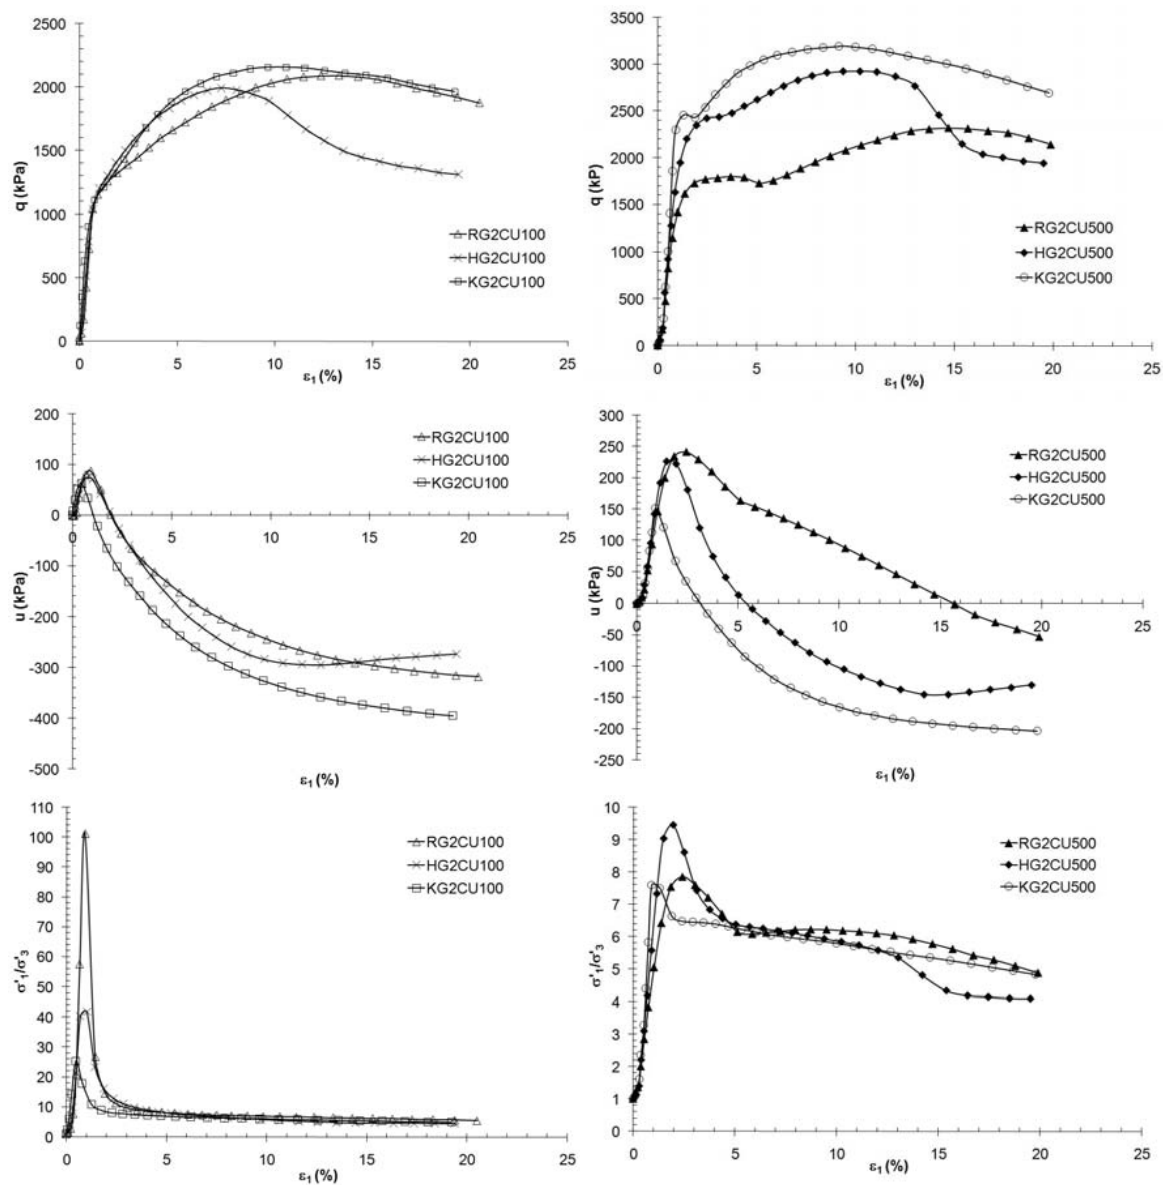 2500
2000
1500
1000
500
0
q (kPa)
RG2CU100
HG2CU100
KG2CU100
0 5 10 15 20 25
ε1 (%)
3500
3000
2500
2000
1500
1000
500
0
q (kP)
RG2CU500
HG2CU500
KG2CU500
0 5 10 15 20 25
ε1 (%)
200
100
0
-100
-200
-300
-400
-500
u (kPa)
RG2CU100
HG2CU100
KG2CU100
0 5 10 15 20 25
ε1 (%)
300
250
200
150
100
50
0
-50
-100
-150
-200
-250
u (kPa)
RG2CU500
HG2CU500
KG2CU500
0 5 10 15 20 25
ε1 (%)
110
100
90
80
70
60
50
40
30
20
10
0
σ'1/σ'3
RG2CU100
HG2CU100
KG2CU100
0 5 10 15 20 25
ε1 (%)
10
9
8
7
6
5
4
3
2
1
0
σ'1/σ'3
RG2CU500
HG2CU500
KG2CU500
0 5 10 15 20 25
ε1 (%)